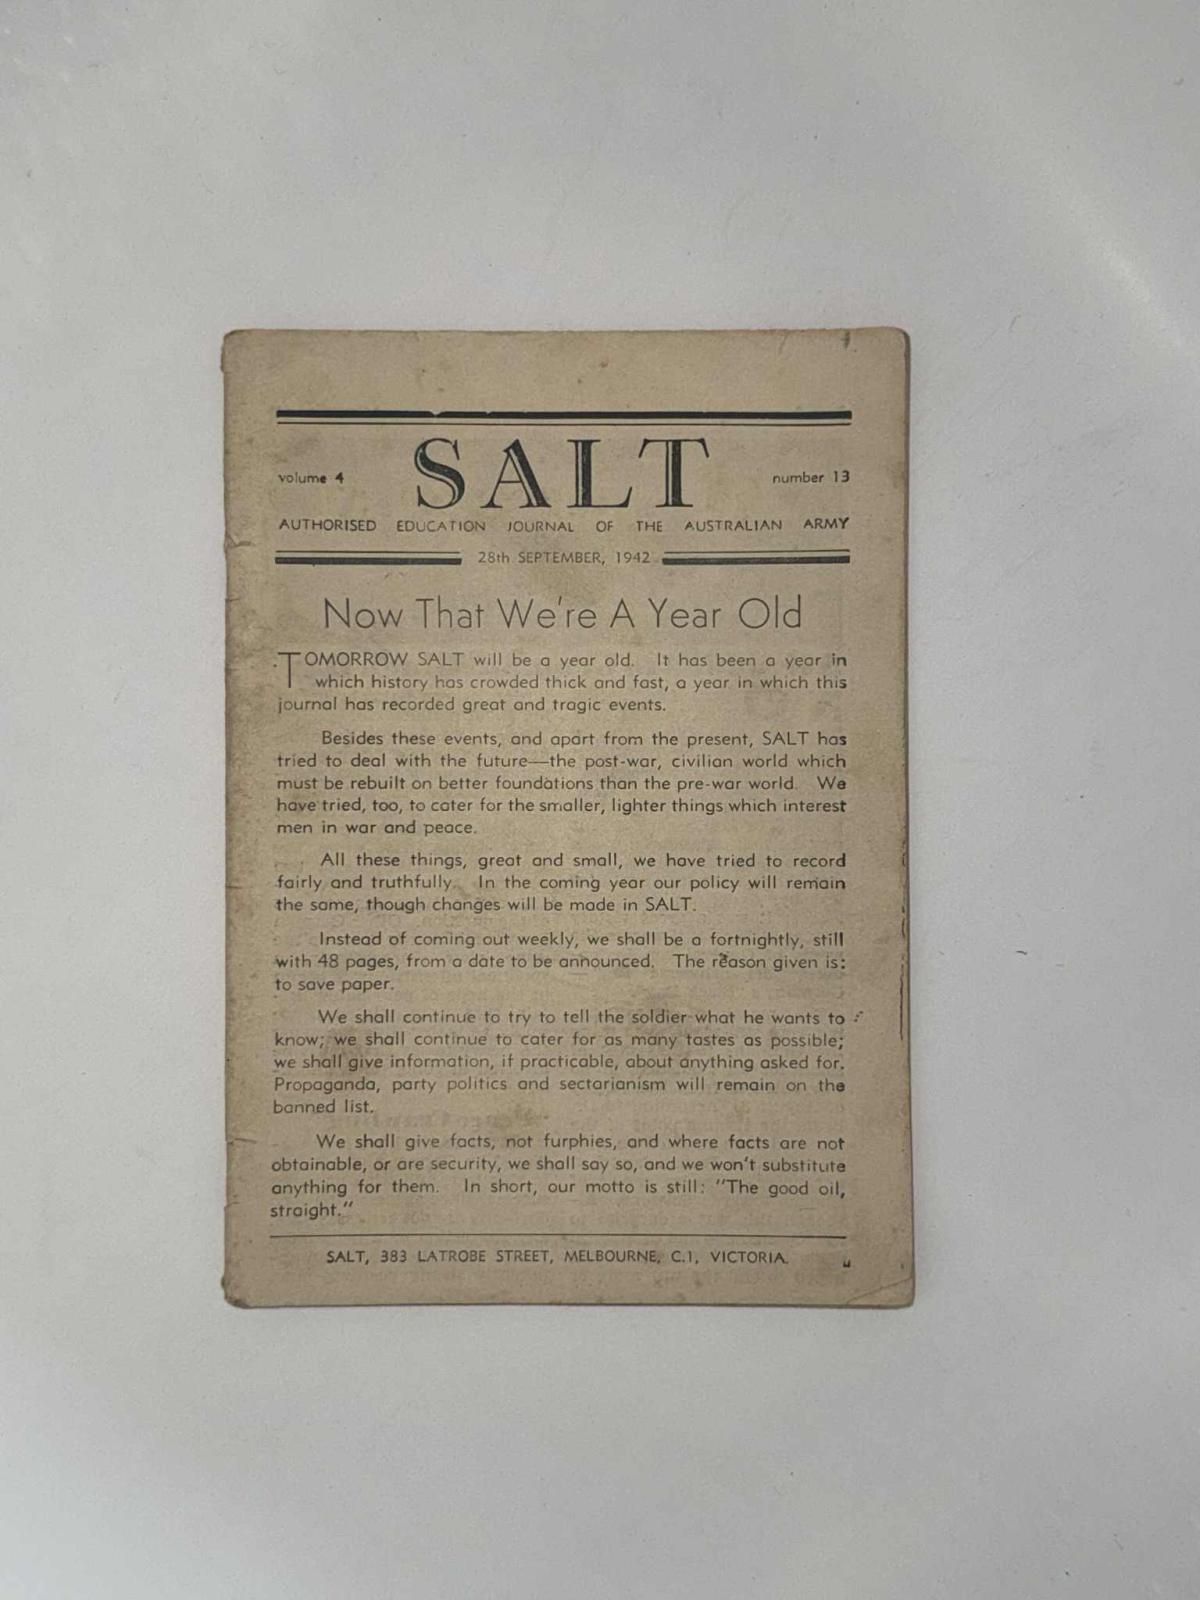 SALT
volume 4
number 13
AUTHORISED EDUCATION JOURNAL OF THE AUSTRALIAN ARMY
28th SEPTEMBER, 1942
Now That We're A Year Old
TOMORROW SALT will be a year old. It has been a year in
which history has crowded thick and fast, a year in which this
journal has recorded great and tragic events.
Besides these events, and apart from the present, SALT has
tried to deal with the future—the post-war, civilian world which
must be rebuilt on better foundations than the pre-war world. We
have tried, too, to cater for the smaller, lighter things which interest
men in war and peace.
All these things, great and small, we have tried to record
fairly and truthfully. In the coming year our policy will remain
the same, though changes will be made in SALT.
Instead of coming out weekly, we shall be a fortnightly, still
with 48 pages, from a date to be announced. The reason given is:
to save paper.
We shall continue to try to tell the soldier what he wants to
know; we shall continue to cater for as many tastes as possible;
we shall give information, if practicable, about anything asked for.
Propaganda, party politics and sectarianism will remain on the
banned list.
We shall give facts, not furphies, and where facts are not
obtainable, or are security, we shall say so, and we won't substitute
anything for them. In short, our motto is still: "The good oil,
straight."
SALT, 383 LATROBE STREET, MELBOURNE, C.1, VICTORIA.